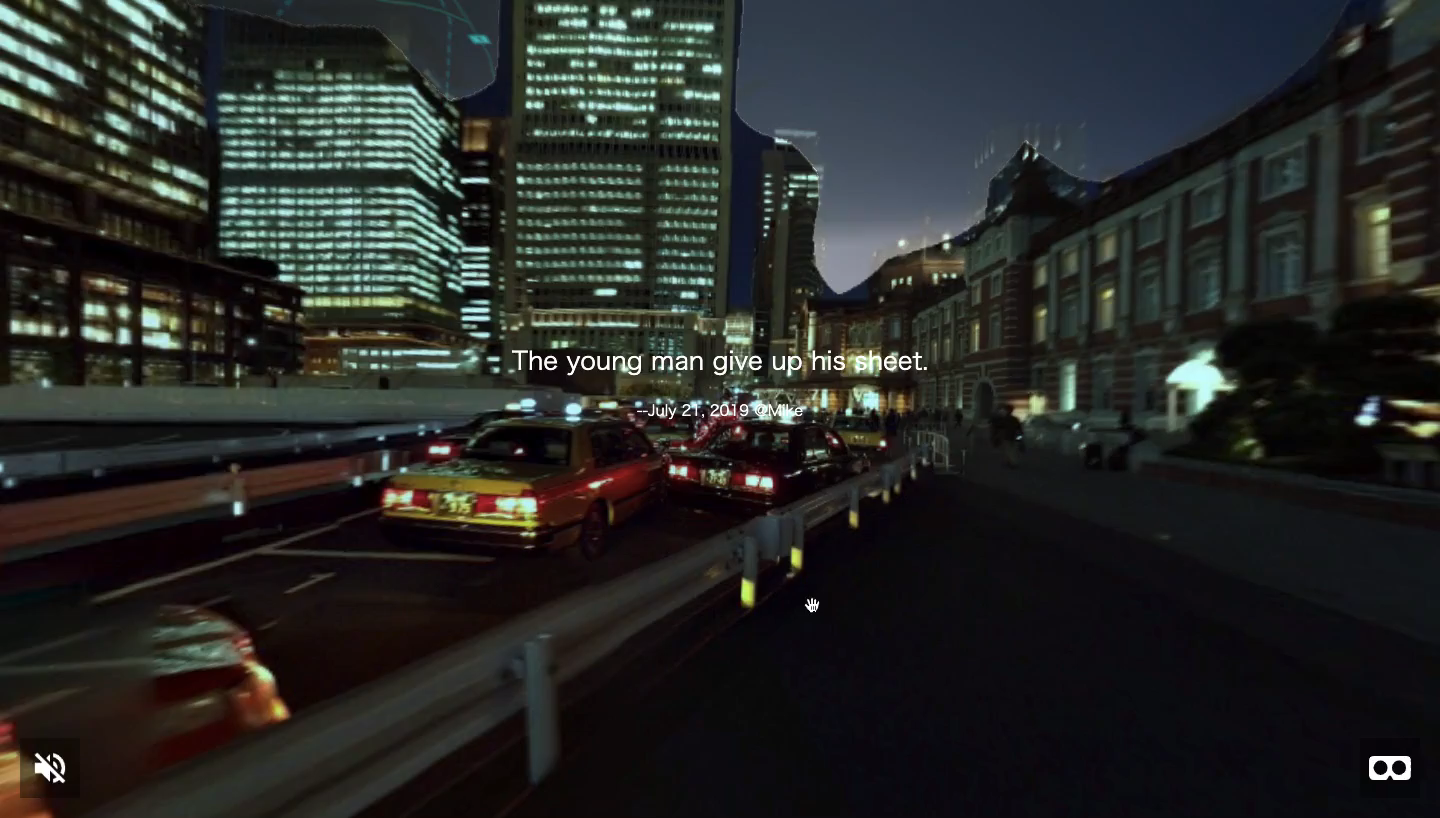 The young man give up his sheet.
--July 21, 2019 @Mike